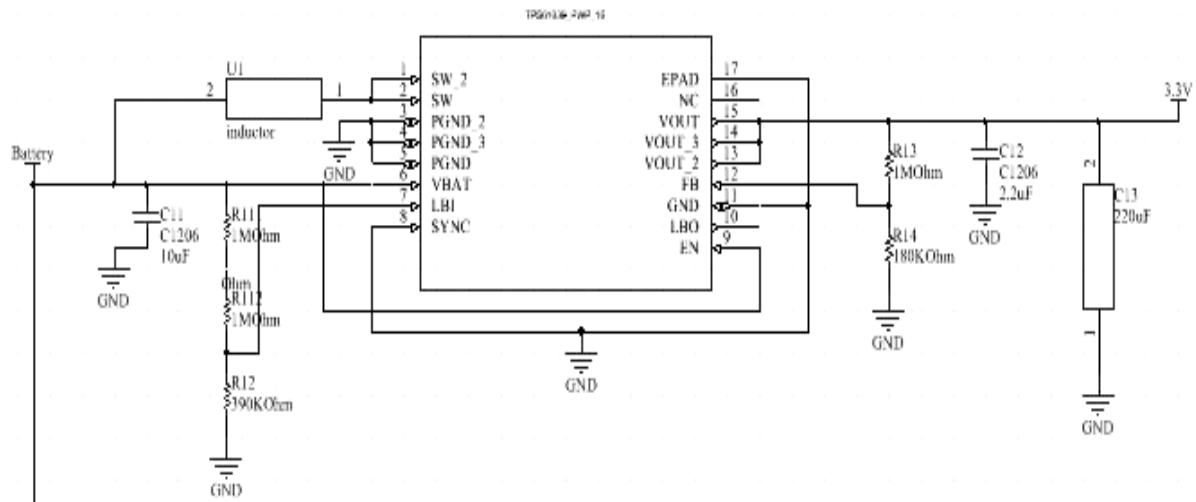 U1
2
1
inductor
Battery
1
2
3
4
5
6
7
8
SW_2
SW
PGND_2
PGND_3
PGND
VBAT
LBI
SYNC
EPAD
NC
VOUT
VOUT_3
VOUT_2
FB
GND
LBO
EN
17
16
15
14
13
12
11
10
9
3.3V
GND
C11
C1206
10uF
GND
R11
1MOhm
Ohm
R112
1MOhm
R12
390KOhm
GND
GND
R13
1MOhm
R14
180KOhm
GND
C12
C1206
2.2uF
GND
2
C13
220uF
1
GND